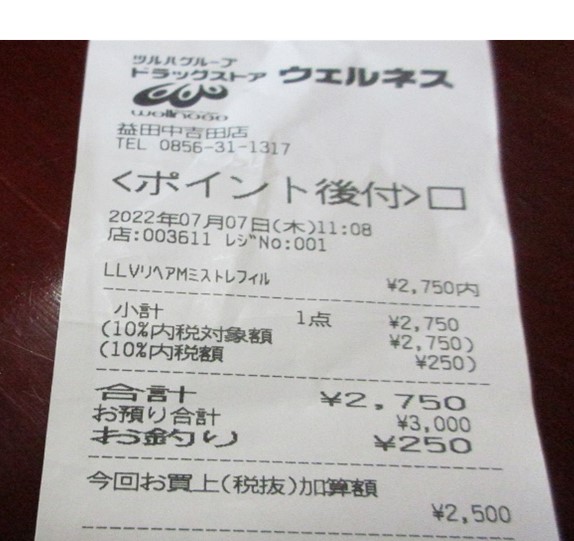 ツルハグループ
ドラッグストア ウェルネス
wellness
益田中吉田店
TEL 0856-31-1317
<ポイント後付>□
2022年07月07日(木)11:08
店:003611 レジNo:001
LLVリペアMミストレフィル
¥2,750内
小計 1点 ¥2,750
(10%内税対象額 ¥2,750)
(10%内税額 ¥250)
合計 ¥2,750
お預り合計 ¥3,000
お釣り ¥250
今回お買上(税抜)加算額
¥2,500